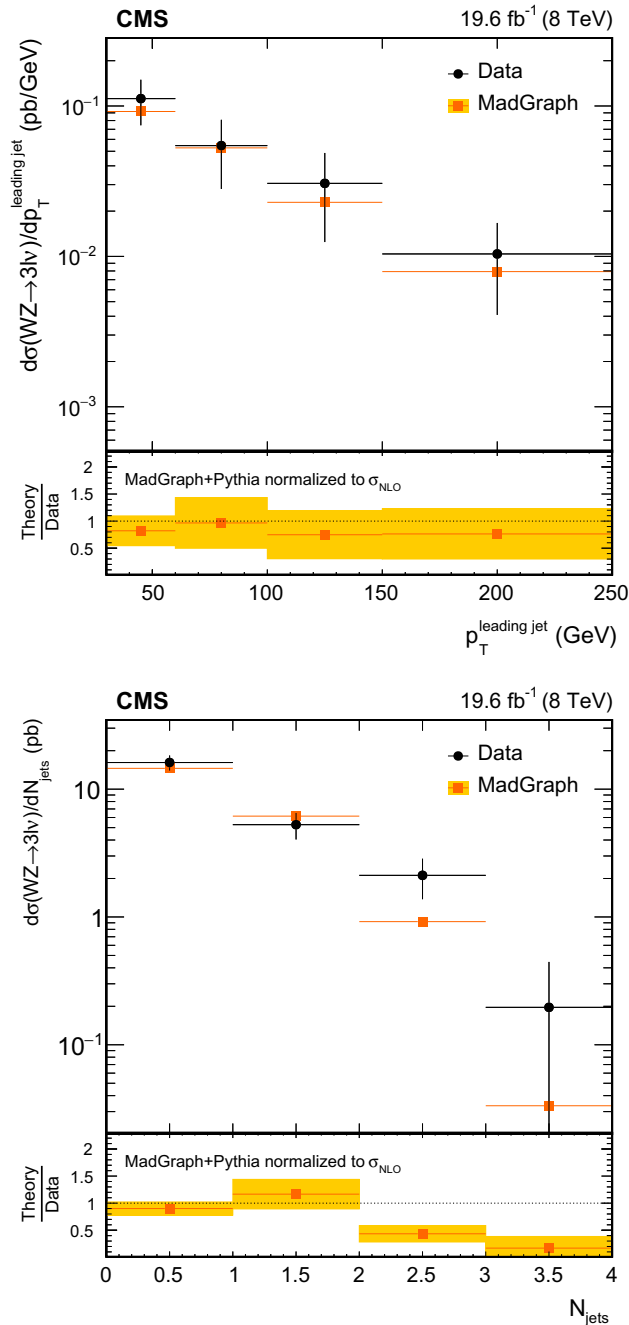 CMS 19.6 fb⁻¹ (8 TeV)
dσ(WZ→3lν)/dp_T^{leading jet} (pb/GeV)
Data
MadGraph
10⁻¹
10⁻²
10⁻³
Theory
Data
MadGraph+Pythia normalized to σ_NLO
2
1.5
1
0.5
50 100 150 200 250
p_T^{leading jet} (GeV)
CMS 19.6 fb⁻¹ (8 TeV)
dσ(WZ→3lν)/dN_jets (pb)
Data
MadGraph
10
1
10⁻¹
Theory
Data
MadGraph+Pythia normalized to σ_NLO
2
1.5
1
0.5
0 0.5 1 1.5 2 2.5 3 3.5 4
N_jets